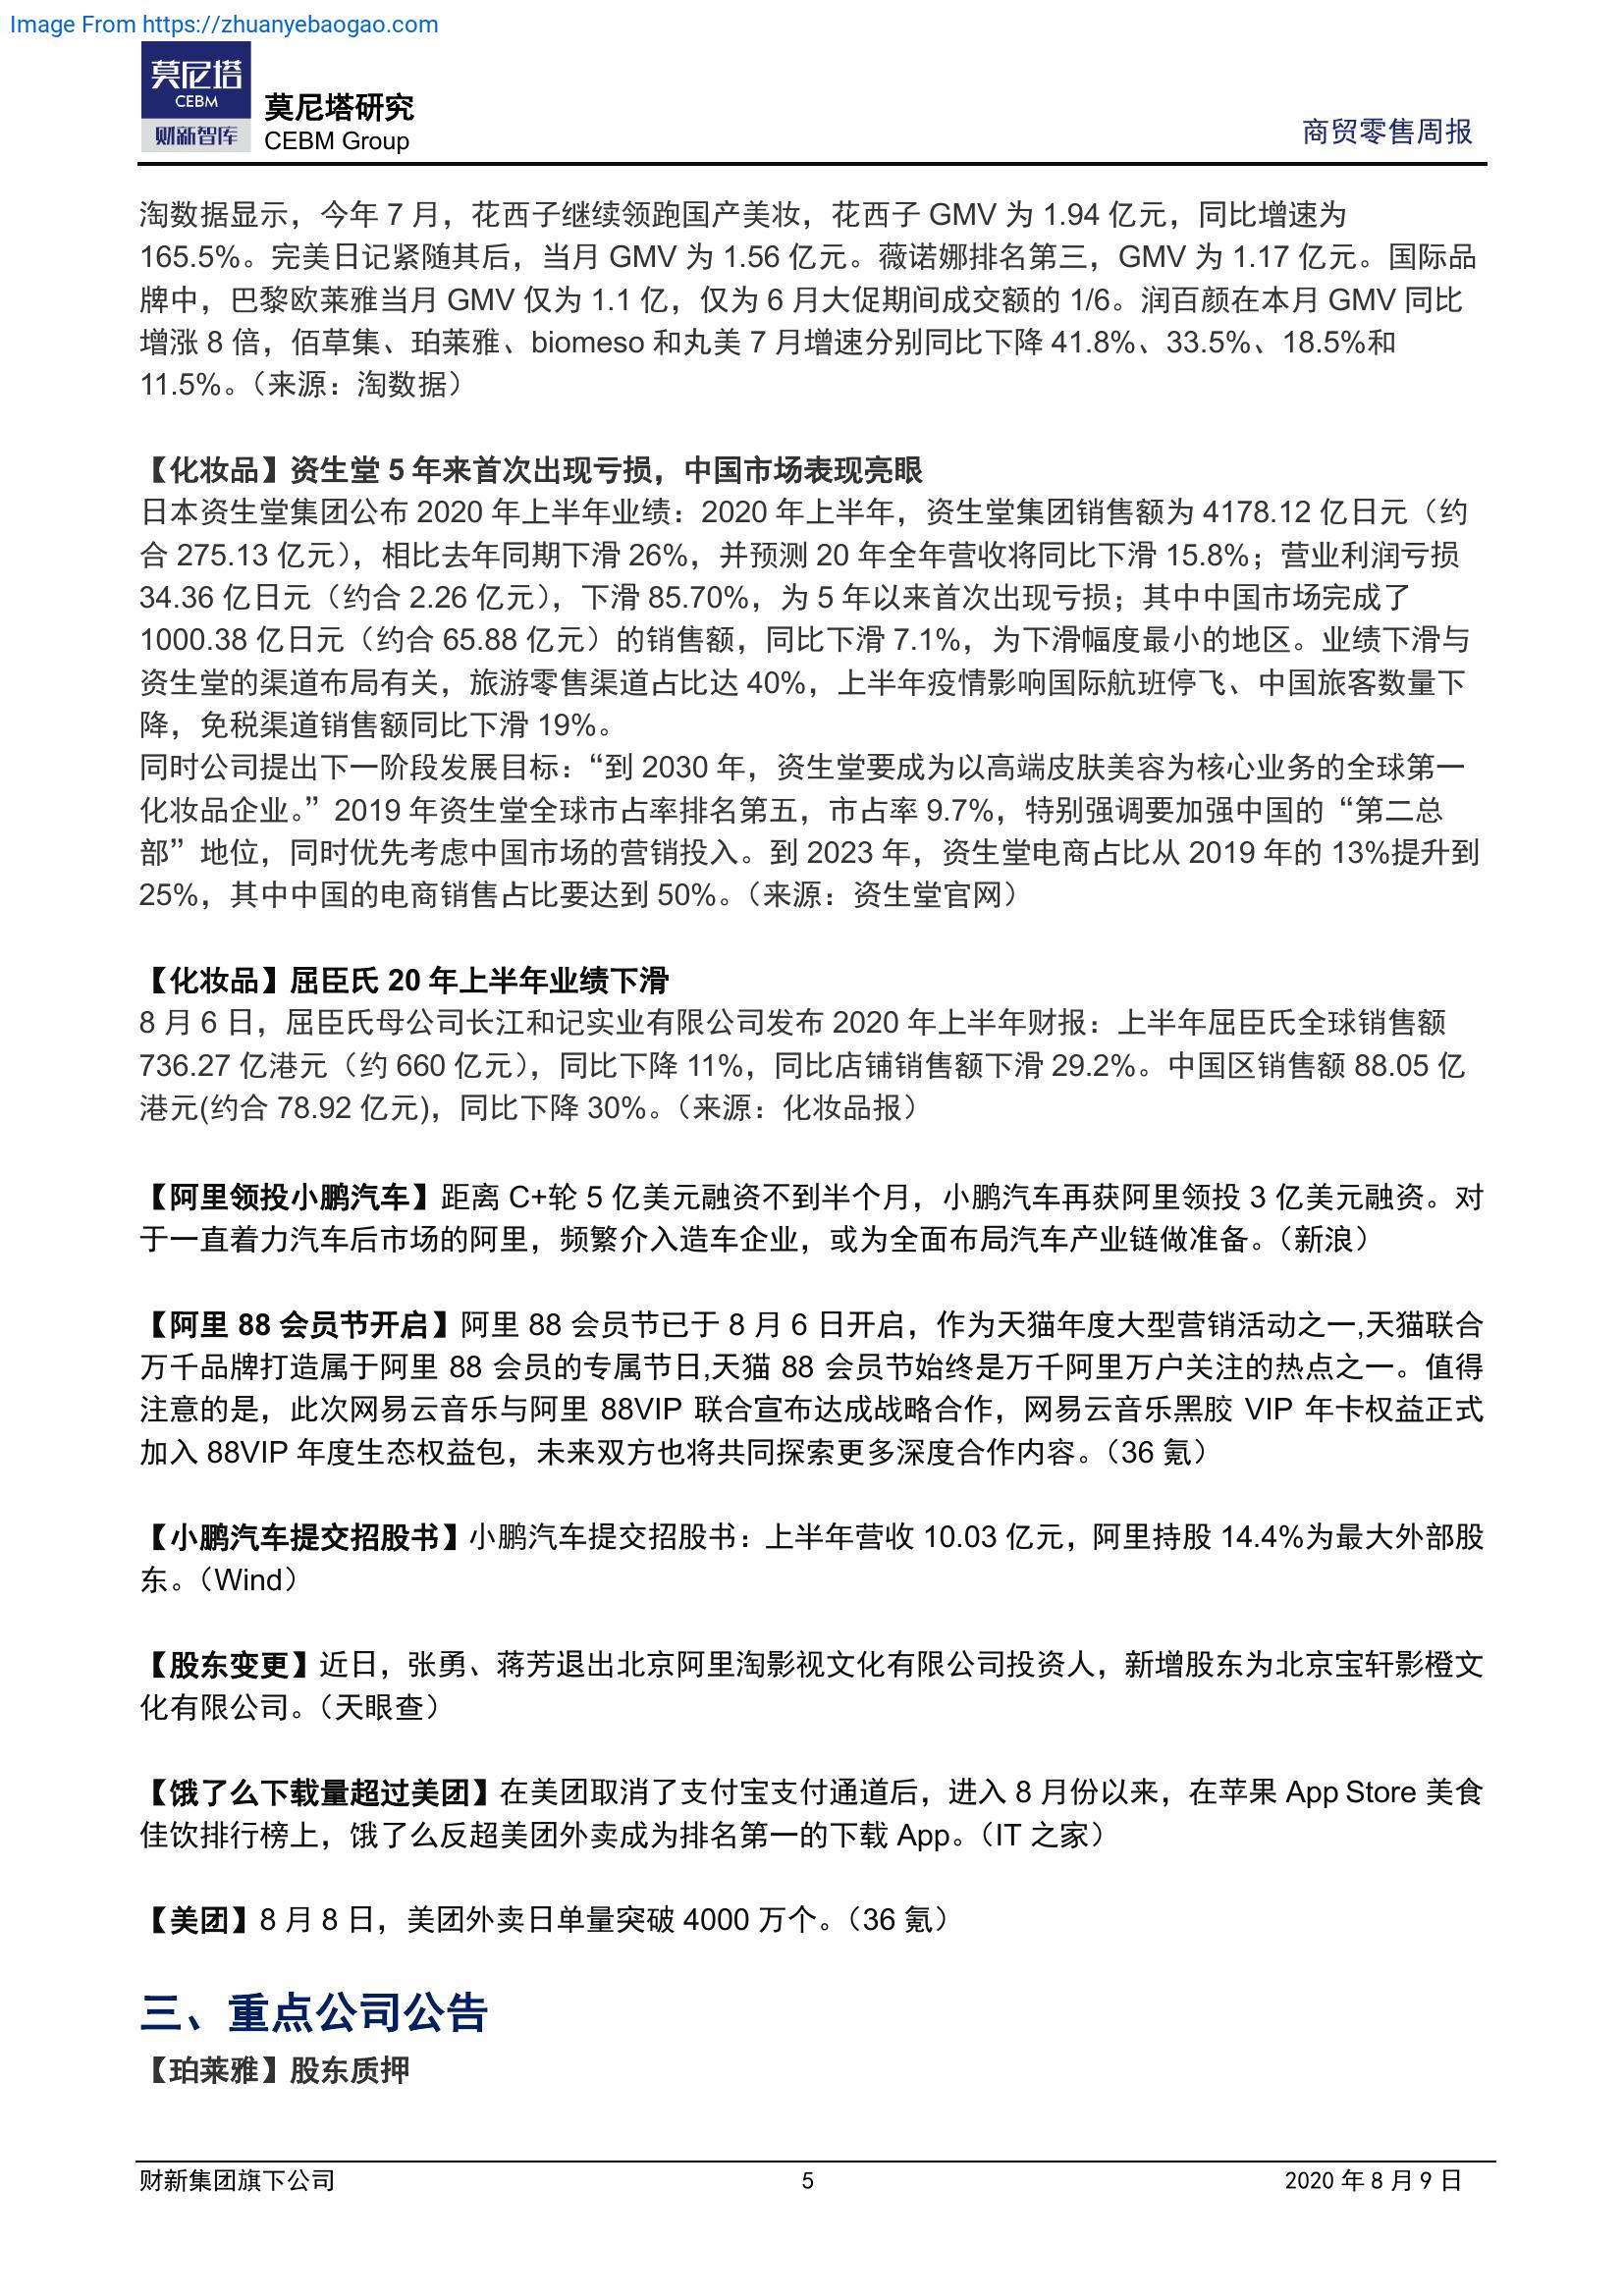 Image From https://zhuanyebaogao.com
莫尼塔
CEBM
财新智库
莫尼塔研究
CEBM Group
商贸零售周报
淘数据显示，今年 7 月，花西子继续领跑国产美妆，花西子 GMV 为 1.94 亿元，同比增速为
165.5%。完美日记紧随其后，当月 GMV 为 1.56 亿元。薇诺娜排名第三，GMV 为 1.17 亿元。国际品
牌中，巴黎欧莱雅当月 GMV 仅为 1.1 亿，仅为 6 月大促期间成交额的 1/6。润百颜在本月 GMV 同比
增涨 8 倍，佰草集、珀莱雅、biomeso 和丸美 7 月增速分别同比下降 41.8%、33.5%、18.5%和
11.5%。（来源：淘数据）
【化妆品】资生堂 5 年来首次出现亏损，中国市场表现亮眼
日本资生堂集团公布 2020 年上半年业绩：2020 年上半年，资生堂集团销售额为 4178.12 亿日元（约
合 275.13 亿元），相比去年同期下滑 26%，并预测 20 年全年营收将同比下滑 15.8%；营业利润亏损
34.36 亿日元（约合 2.26 亿元），下滑 85.70%，为 5 年以来首次出现亏损；其中中国市场完成了
1000.38 亿日元（约合 65.88 亿元）的销售额，同比下滑 7.1%，为下滑幅度最小的地区。业绩下滑与
资生堂的渠道布局有关，旅游零售渠道占比达 40%，上半年疫情影响国际航班停飞、中国旅客数量下
降，免税渠道销售额同比下滑 19%。
同时公司提出下一阶段发展目标：“到 2030 年，资生堂要成为以高端皮肤美容为核心业务的全球第一
化妆品企业。”2019 年资生堂全球市占率排名第五，市占率 9.7%，特别强调要加强中国的“第二总
部”地位，同时优先考虑中国市场的营销投入。到 2023 年，资生堂电商占比从 2019 年的 13%提升到
25%，其中中国的电商销售占比要达到 50%。（来源：资生堂官网）
【化妆品】屈臣氏 20 年上半年业绩下滑
8 月 6 日，屈臣氏母公司长江和记实业有限公司发布 2020 年上半年财报：上半年屈臣氏全球销售额
736.27 亿港元（约 660 亿元），同比下降 11%，同比店铺销售额下滑 29.2%。中国区销售额 88.05 亿
港元(约合 78.92 亿元)，同比下降 30%。（来源：化妆品报）
【阿里领投小鹏汽车】距离 C+轮 5 亿美元融资不到半个月，小鹏汽车再获阿里领投 3 亿美元融资。对
于一直着力汽车后市场的阿里，频繁介入造车企业，或为全面布局汽车产业链做准备。（新浪）
【阿里 88 会员节开启】阿里 88 会员节已于 8 月 6 日开启，作为天猫年度大型营销活动之一,天猫联合
万千品牌打造属于阿里 88 会员的专属节日,天猫 88 会员节始终是万千阿里万户关注的热点之一。值得
注意的是，此次网易云音乐与阿里 88VIP 联合宣布达成战略合作，网易云音乐黑胶 VIP 年卡权益正式
加入 88VIP 年度生态权益包，未来双方也将共同探索更多深度合作内容。（36 氪）
【小鹏汽车提交招股书】小鹏汽车提交招股书：上半年营收 10.03 亿元，阿里持股 14.4%为最大外部股
东。（Wind）
【股东变更】近日，张勇、蒋芳退出北京阿里淘影视文化有限公司投资人，新增股东为北京宝轩影橙文
化有限公司。（天眼查）
【饿了么下载量超过美团】在美团取消了支付宝支付通道后，进入 8 月份以来，在苹果 App Store 美食
佳饮排行榜上，饿了么反超美团外卖成为排名第一的下载 App。（IT 之家）
【美团】8 月 8 日，美团外卖日单量突破 4000 万个。（36 氪）
三、重点公司公告
【珀莱雅】股东质押
财新集团旗下公司
5
2020 年 8 月 9 日